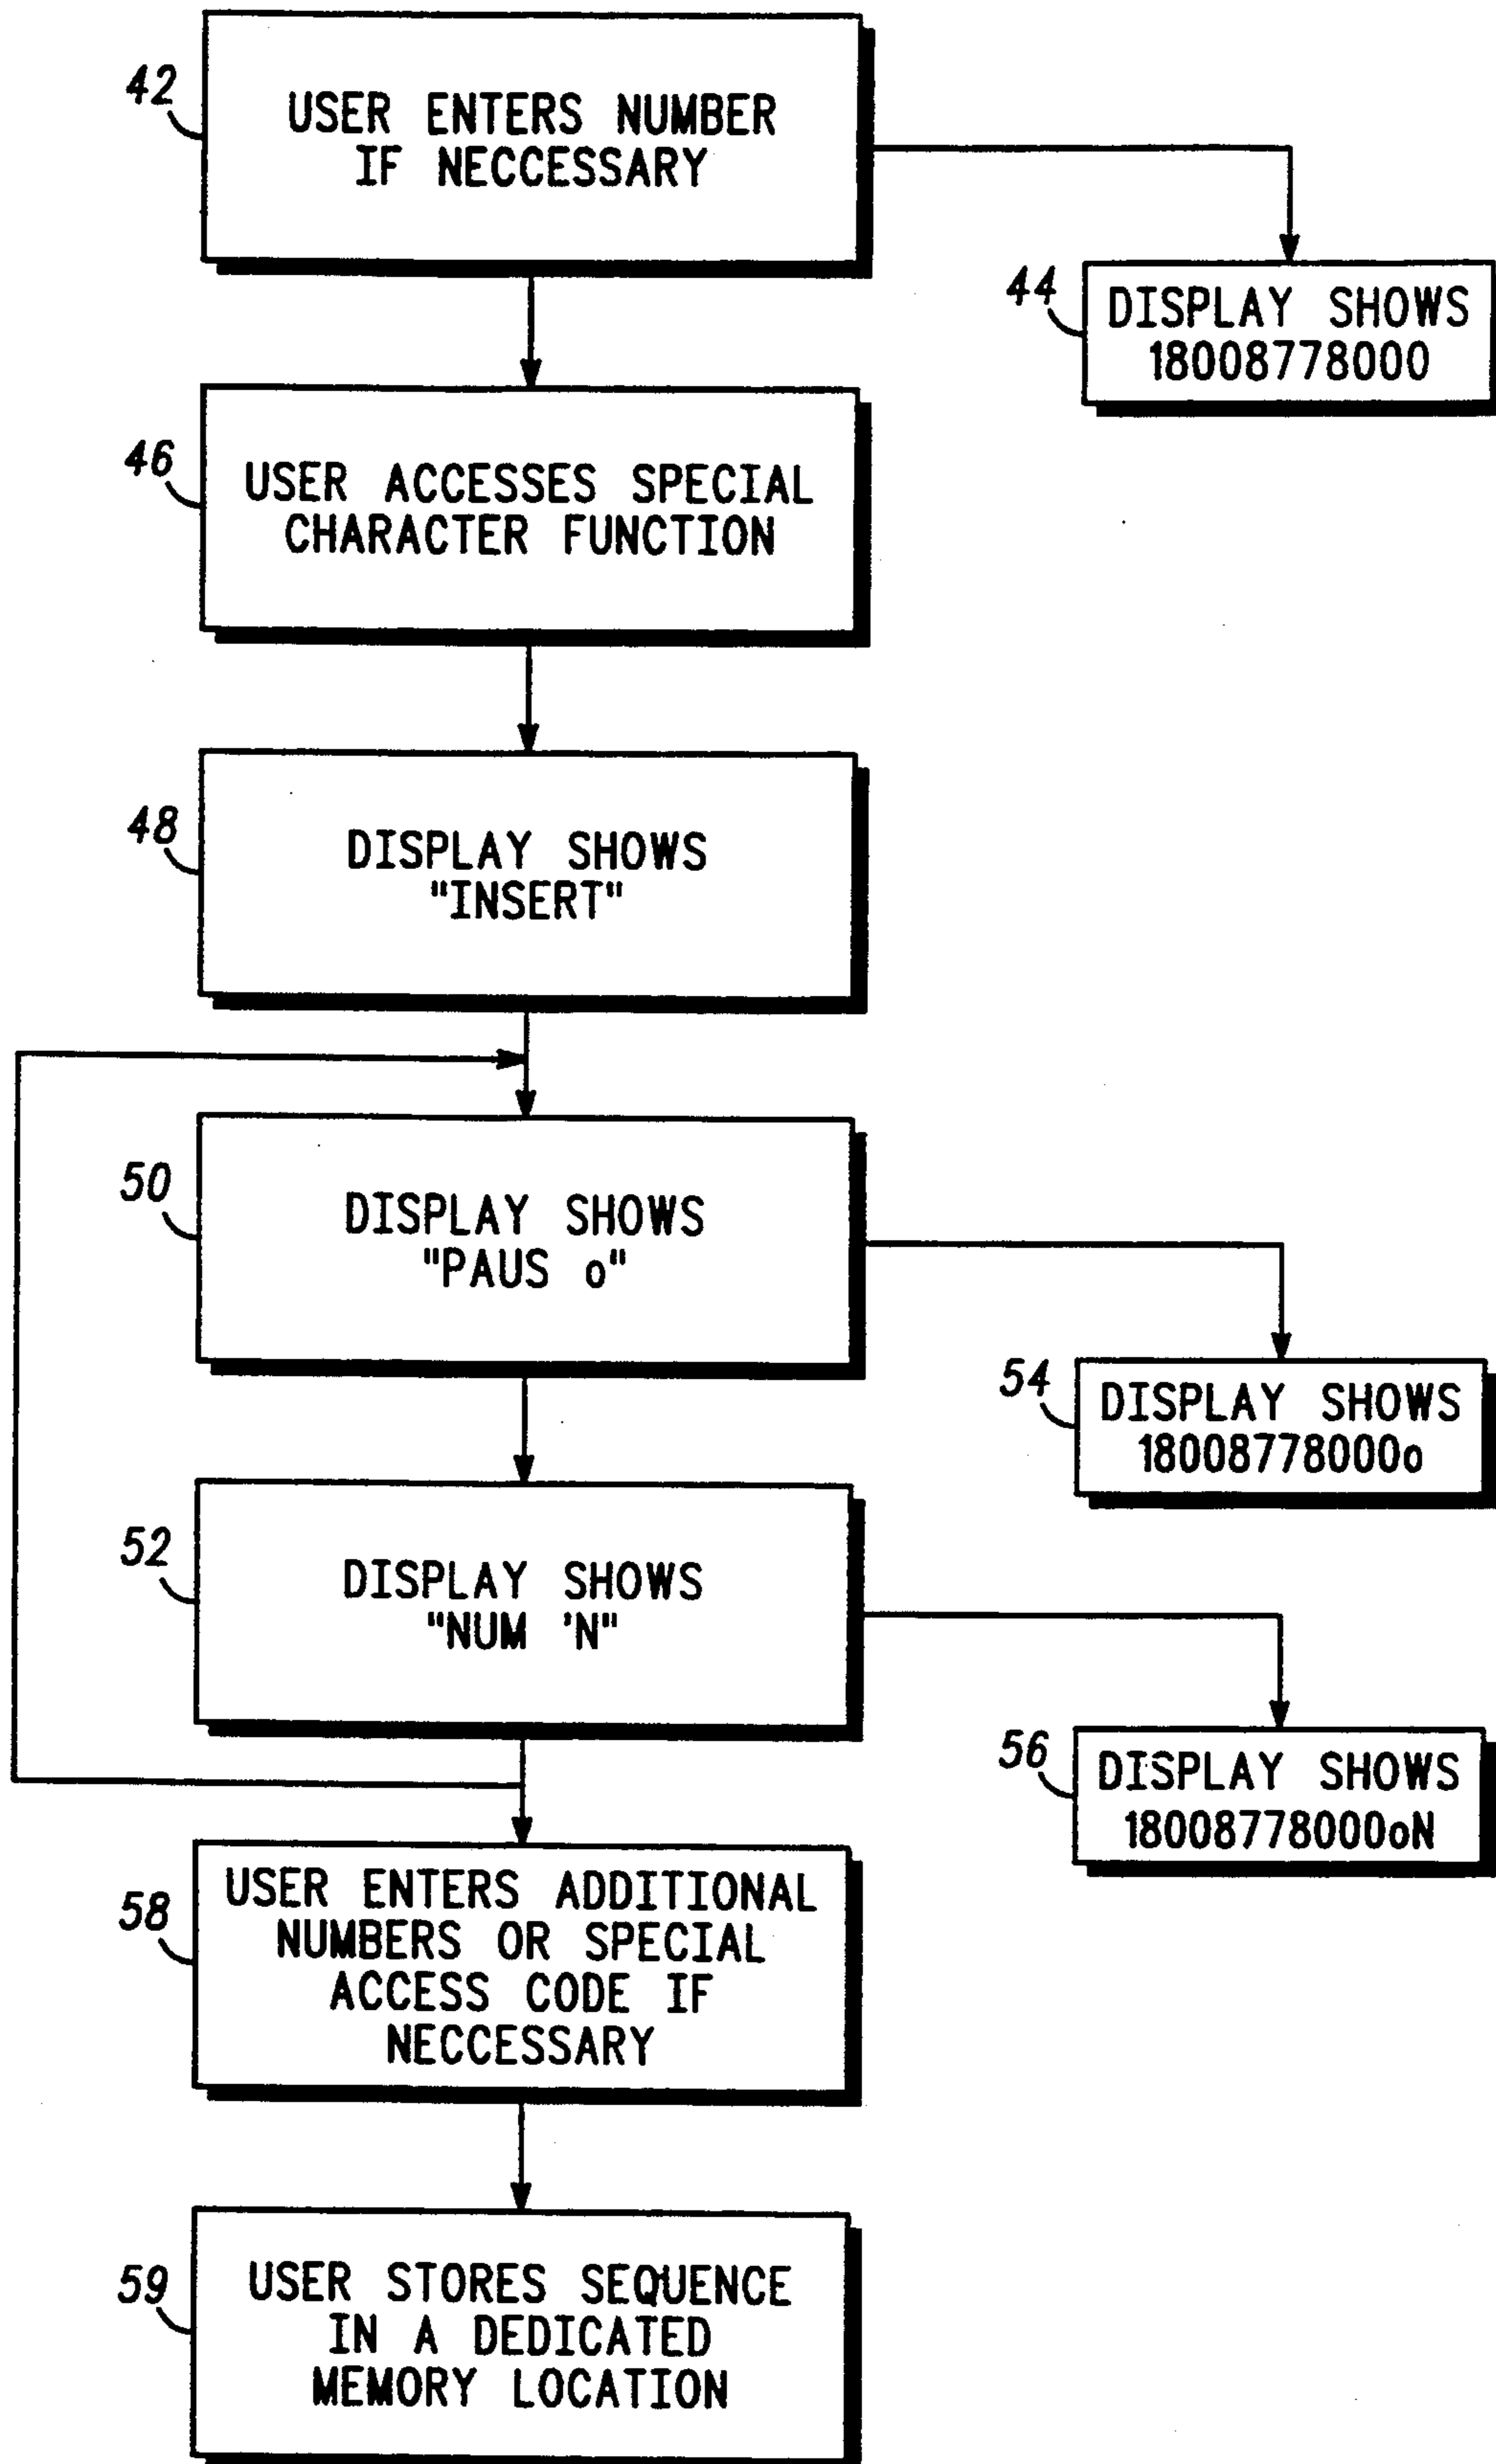 42
USER ENTERS NUMBER
IF NECCESSARY
44
DISPLAY SHOWS
18008778000
46
USER ACCESSES SPECIAL
CHARACTER FUNCTION
48
DISPLAY SHOWS
"INSERT"
50
DISPLAY SHOWS
"PAUS o"
54
DISPLAY SHOWS
18008778000o
52
DISPLAY SHOWS
"NUM 'N"
56
DISPLAY SHOWS
18008778000oN
58
USER ENTERS ADDITIONAL
NUMBERS OR SPECIAL
ACCESS CODE IF
NECCESSARY
59
USER STORES SEQUENCE
IN A DEDICATED
MEMORY LOCATION